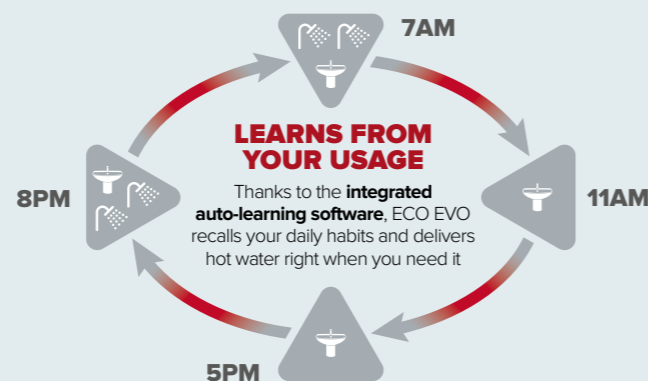 7AM
LEARNS FROM
YOUR USAGE
Thanks to the integrated
auto-learning software, ECO EVO
recalls your daily habits and delivers
hot water right when you need it
8PM
11AM
5PM